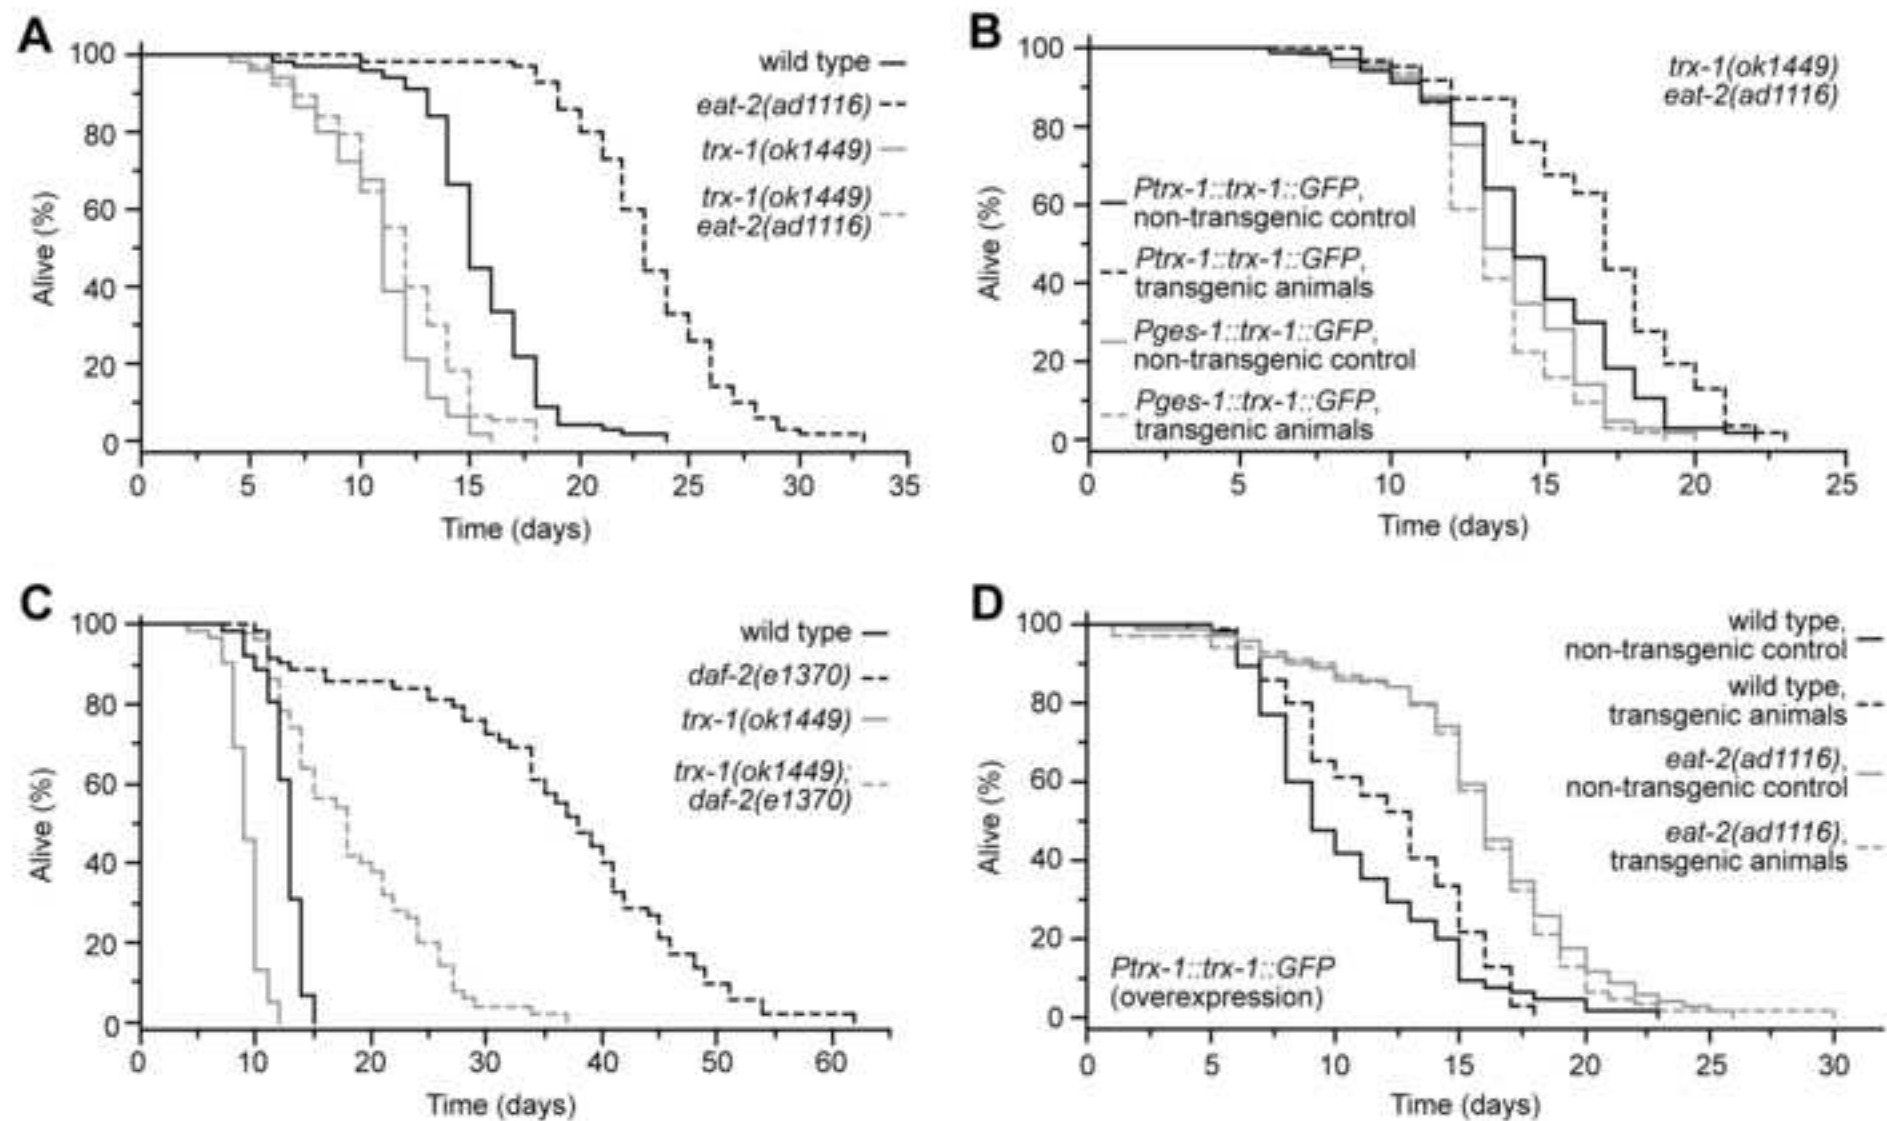 A
100
80
60
40
20
0
Alive (%)
0 5 10 15 20 25 30 35
Time (days)
wild type
eat-2(ad1116)
trx-1(ok1449)
trx-1(ok1449)
eat-2(ad1116)
B
100
80
60
40
20
0
Alive (%)
0 5 10 15 20 25
Time (days)
trx-1(ok1449)
eat-2(ad1116)
Ptrx-1::trx-1::GFP,
non-transgenic control
Ptrx-1::trx-1::GFP,
transgenic animals
Pges-1::trx-1::GFP,
non-transgenic control
Pges-1::trx-1::GFP,
transgenic animals
C
100
80
60
40
20
0
Alive (%)
0 10 20 30 40 50 60
Time (days)
wild type
daf-2(e1370)
trx-1(ok1449)
trx-1(ok1449);
daf-2(e1370)
D
100
80
60
40
20
0
Alive (%)
0 5 10 15 20 25 30
Time (days)
wild type,
non-transgenic control
wild type,
transgenic animals
eat-2(ad1116),
non-transgenic control
eat-2(ad1116),
transgenic animals
Ptrx-1::trx-1::GFP
(overexpression)